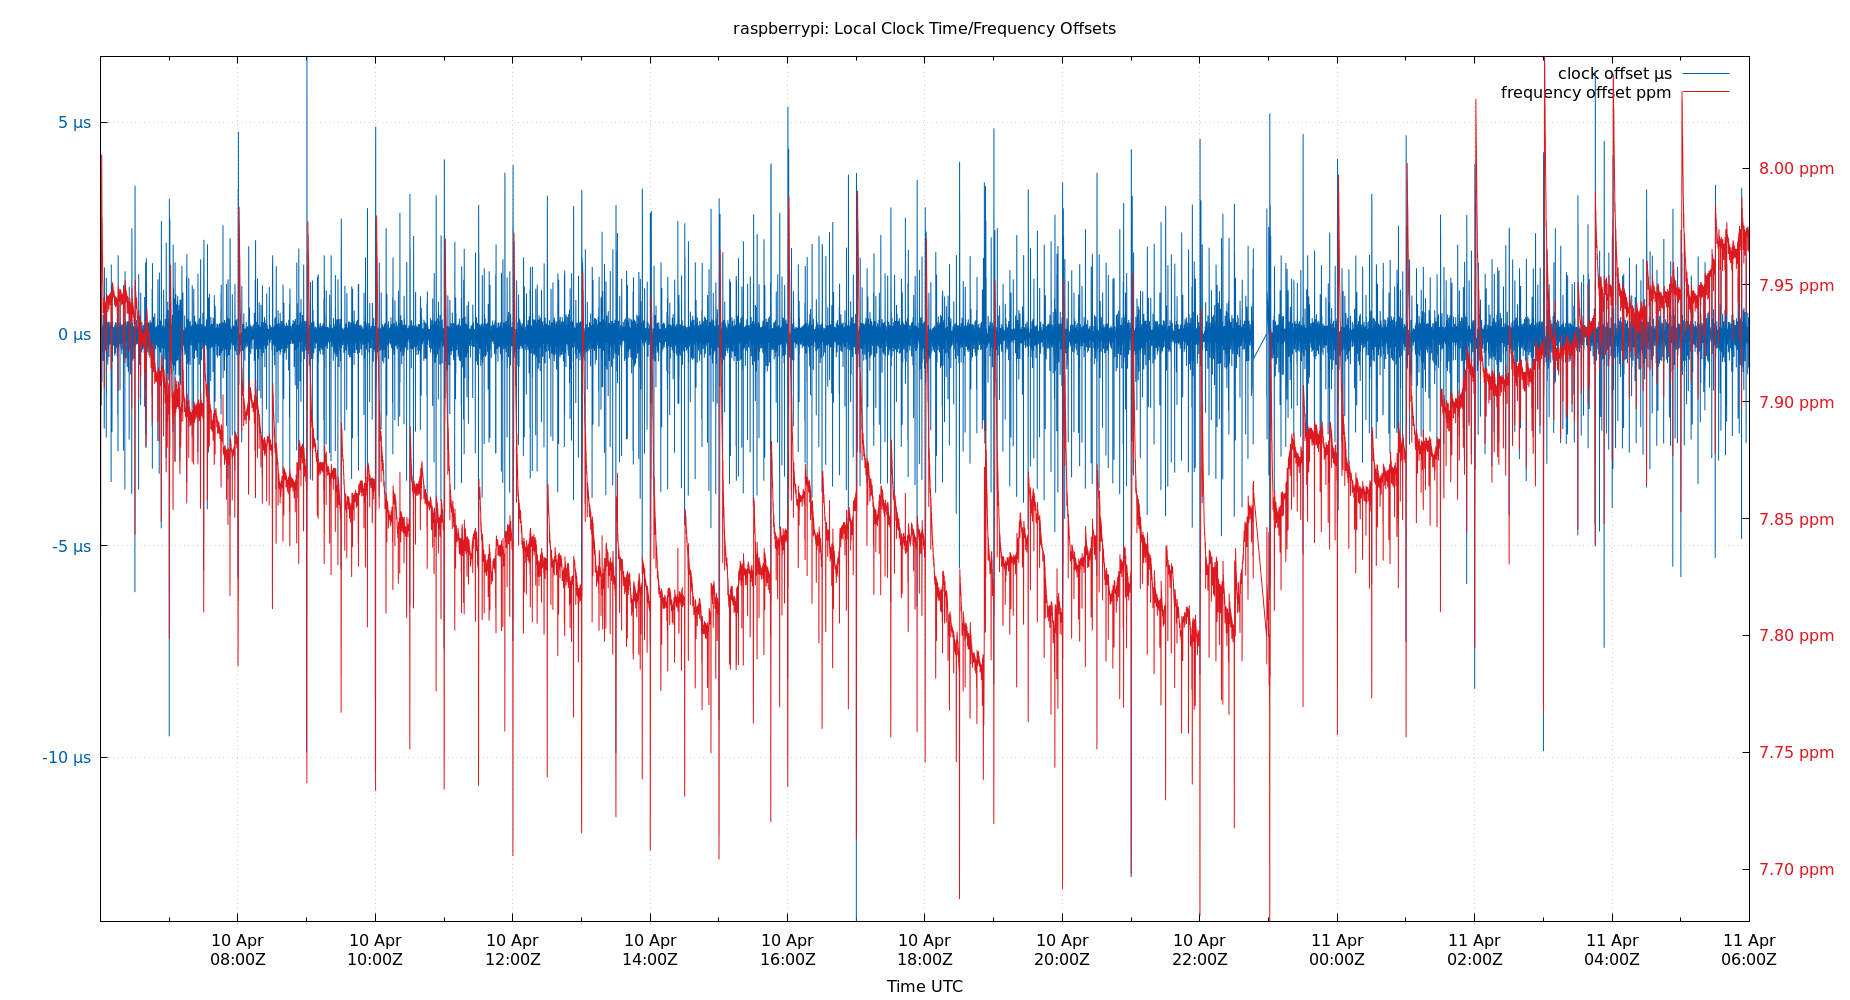 raspberrypi: Local Clock Time/Frequency Offsets
clock offset µs
frequency offset ppm
5 µs
0 µs
-5 µs
-10 µs
8.00 ppm
7.95 ppm
7.90 ppm
7.85 ppm
7.80 ppm
7.75 ppm
7.70 ppm
10 Apr 10 Apr 10 Apr 10 Apr 10 Apr 10 Apr 10 Apr 10 Apr 11 Apr 11 Apr 11 Apr 11 Apr
08:00Z 10:00Z 12:00Z 14:00Z 16:00Z 18:00Z 20:00Z 22:00Z 00:00Z 02:00Z 04:00Z 06:00Z
Time UTC